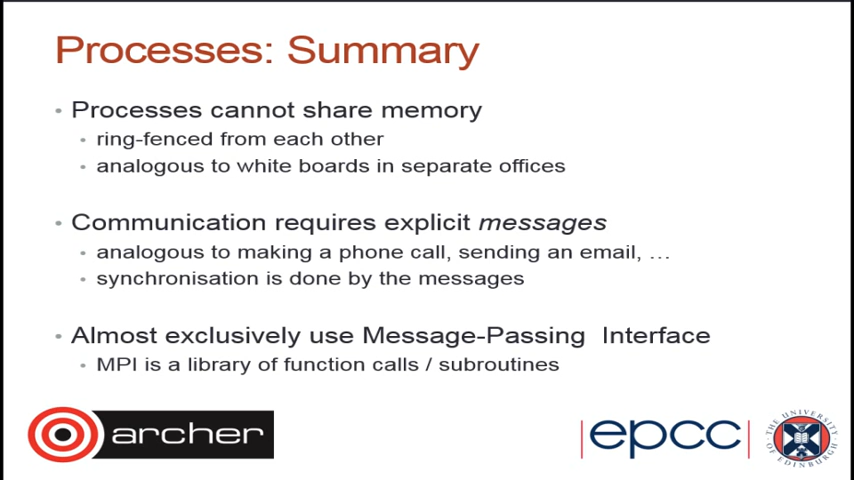 Processes: Summary
• Processes cannot share memory
• ring-fenced from each other
• analogous to white boards in separate offices
• Communication requires explicit messages
• analogous to making a phone call, sending an email, …
• synchronisation is done by the messages
• Almost exclusively use Message-Passing Interface
• MPI is a library of function calls / subroutines
archer
epcc
THE UNIVERSITY OF EDINBURGH